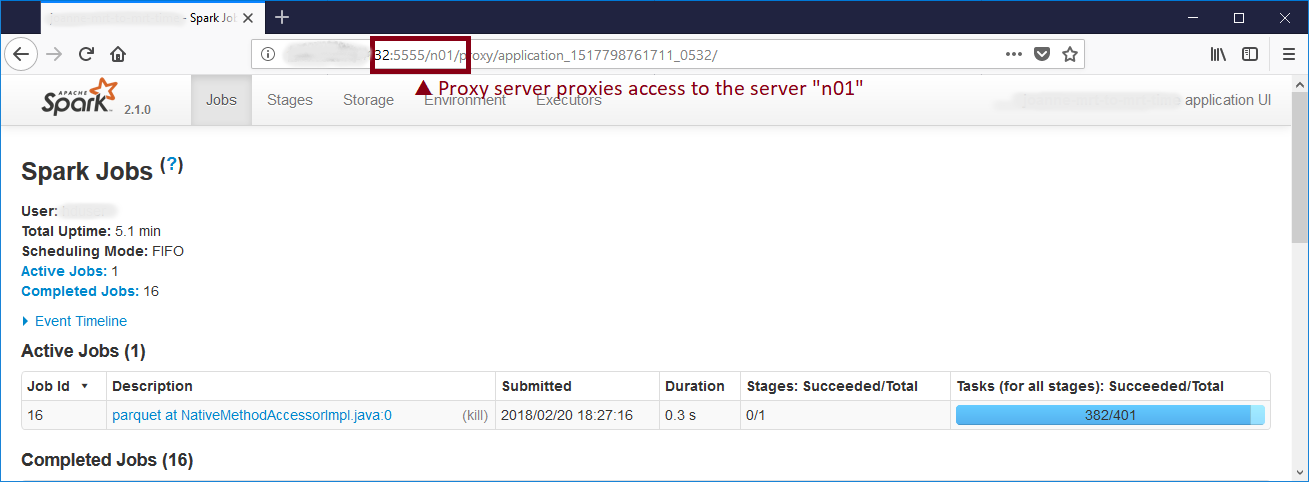 - Spark Jo
32:5555/n01/proxy/application_1517798761711_0532/
▲ Proxy server proxies access to the server "n01"
APACHE
Spark 2.1.0
Jobs Stages Storage Environment Executors application UI
Spark Jobs (?)
User:
Total Uptime: 5.1 min
Scheduling Mode: FIFO
Active Jobs: 1
Completed Jobs: 16
Event Timeline
Active Jobs (1)
Job Id ▾ Description Submitted Duration Stages: Succeeded/Total Tasks (for all stages): Succeeded/Total
16 parquet at NativeMethodAccessorImpl.java:0 (kill) 2018/02/20 18:27:16 0.3 s 0/1 382/401
Completed Jobs (16)